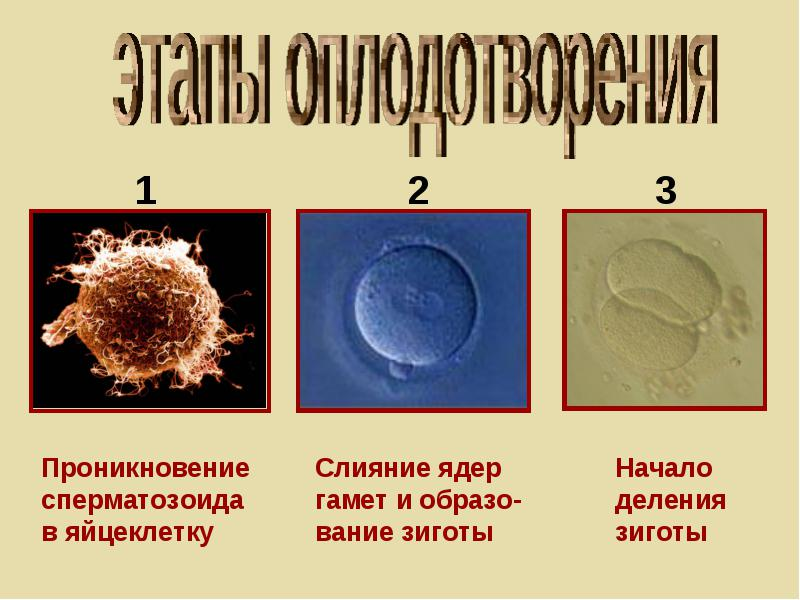 этапы оплодотворения
1 2 3
Проникновение
сперматозоида
в яйцеклетку
Слияние ядер
гамет и образо-
вание зиготы
Начало
деления
зиготы